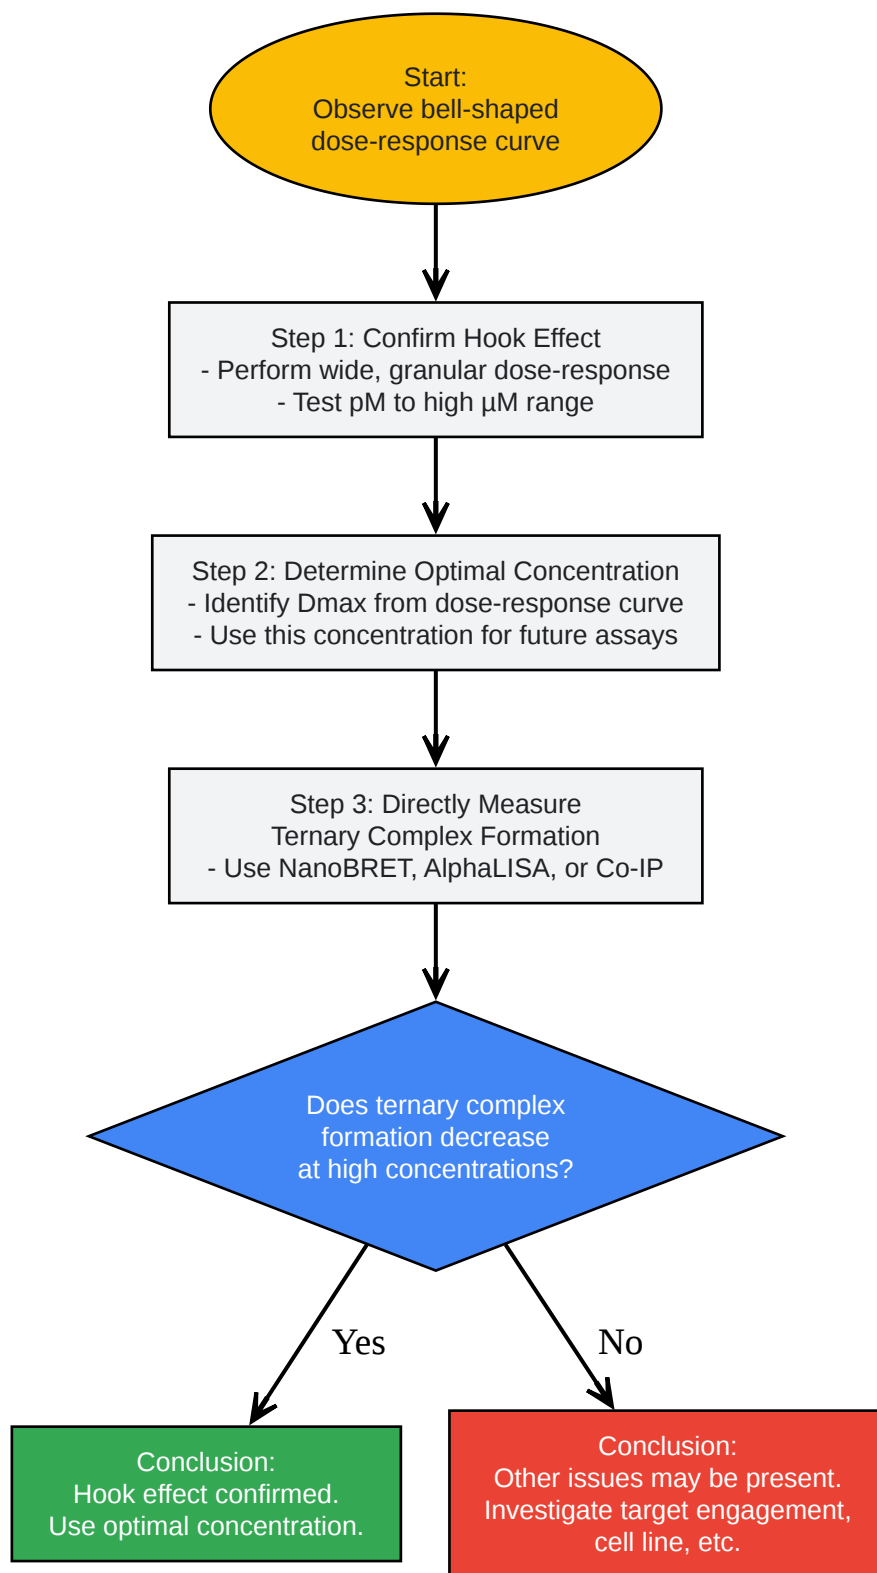 Start:
Observe bell-shaped
dose-response curve
Step 1: Confirm Hook Effect
- Perform wide, granular dose-response
- Test pM to high µM range
Step 2: Determine Optimal Concentration
- Identify Dmax from dose-response curve
- Use this concentration for future assays
Step 3: Directly Measure
Ternary Complex Formation
- Use NanoBRET, AlphaLISA, or Co-IP
Does ternary complex
formation decrease
at high concentrations?
Yes
No
Conclusion:
Hook effect confirmed.
Use optimal concentration.
Conclusion:
Other issues may be present.
Investigate target engagement,
cell line, etc.